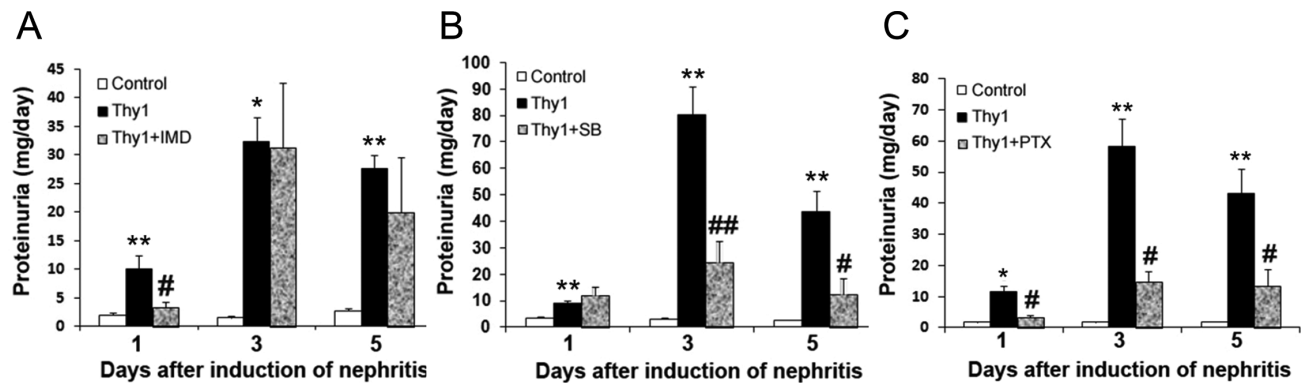 A
Proteinuria (mg/day)
45
40
35
30
25
20
15
10
5
0
Control
Thy1
Thy1+IMD
**
#
*
**
1 3 5
Days after induction of nephritis
B
Proteinuria (mg/day)
100
90
80
70
60
50
40
30
20
10
0
Control
Thy1
Thy1+SB
**
**
##
**
#
1 3 5
Days after induction of nephritis
C
Proteinuria (mg/day)
80
70
60
50
40
30
20
10
0
Control
Thy1
Thy1+PTX
*
#
**
#
**
#
1 3 5
Days after induction of nephritis